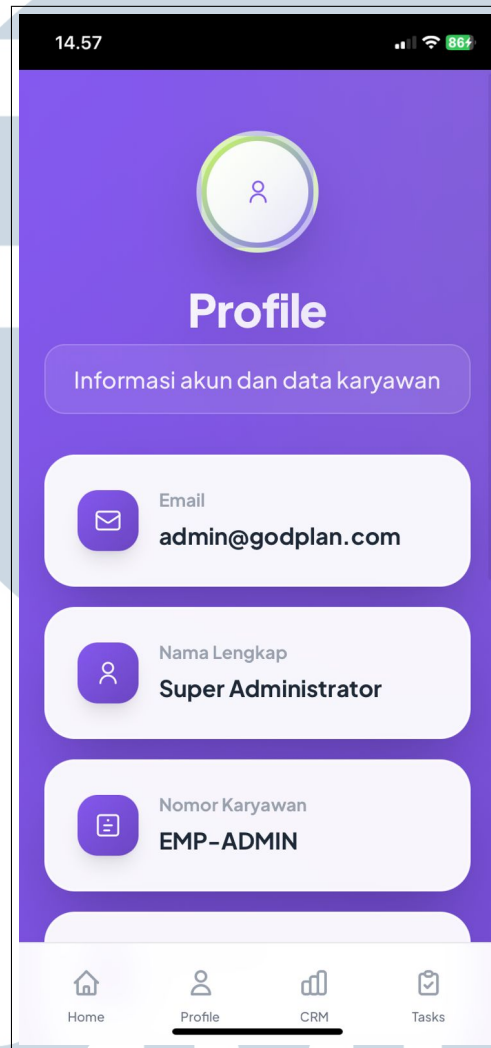 14.57
86
Profile
Informasi akun dan data karyawan
Email
admin@godplan.com
Nama Lengkap
Super Administrator
Nomor Karyawan
EMP-ADMIN
Home
Profile
CRM
Tasks